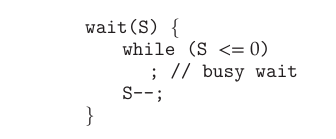 wait(S) {
while (S <= 0)
; // busy wait
S--;
}